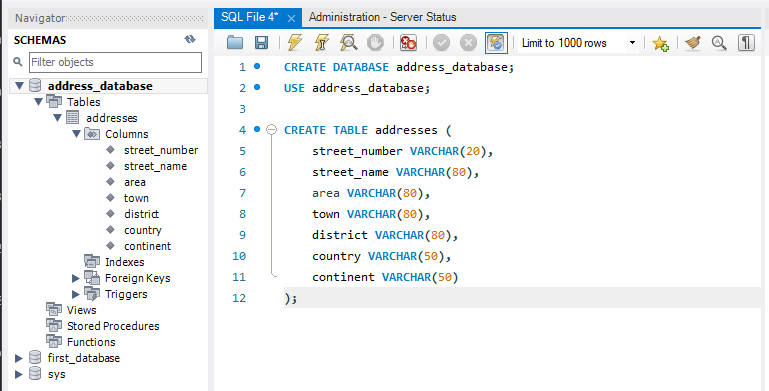 Navigator
SCHEMAS
Filter objects
address_database
Tables
addresses
Columns
street_number
street_name
area
town
district
country
continent
Indexes
Foreign Keys
Triggers
Views
Stored Procedures
Functions
first_database
sys
SQL File 4*
Administration - Server Status
Limit to 1000 rows
1 CREATE DATABASE address_database;
2 USE address_database;
3
4 CREATE TABLE addresses (
5 street_number VARCHAR(20),
6 street_name VARCHAR(80),
7 area VARCHAR(80),
8 town VARCHAR(80),
9 district VARCHAR(80),
10 country VARCHAR(50),
11 continent VARCHAR(50)
12 );